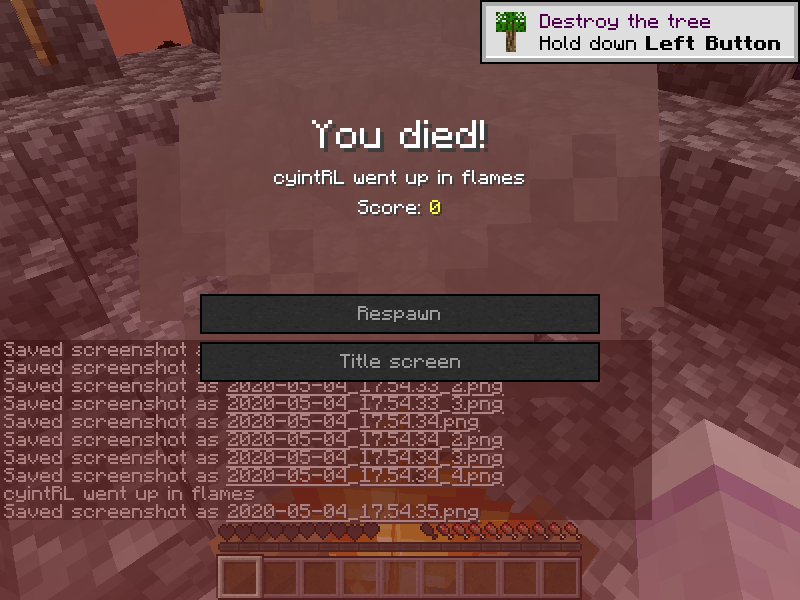 Destroy the tree
Hold down Left Button
You died!
cyintRL went up in flames
Score: 0
Respawn
Saved screenshot a
Title screen
Saved screenshot as
Saved screenshot as 2020-05-04_17.54.33_2.png
Saved screenshot as 2020-05-04_17.54.33_3.png
Saved screenshot as 2020-05-04_17.54.34.png
Saved screenshot as 2020-05-04_17.54.34_2.png
Saved screenshot as 2020-05-04_17.54.34_3.png
Saved screenshot as 2020-05-04_17.54.34_4.png
cyintRL went up in flames
Saved screenshot as 2020-05-04_17.54.35.png